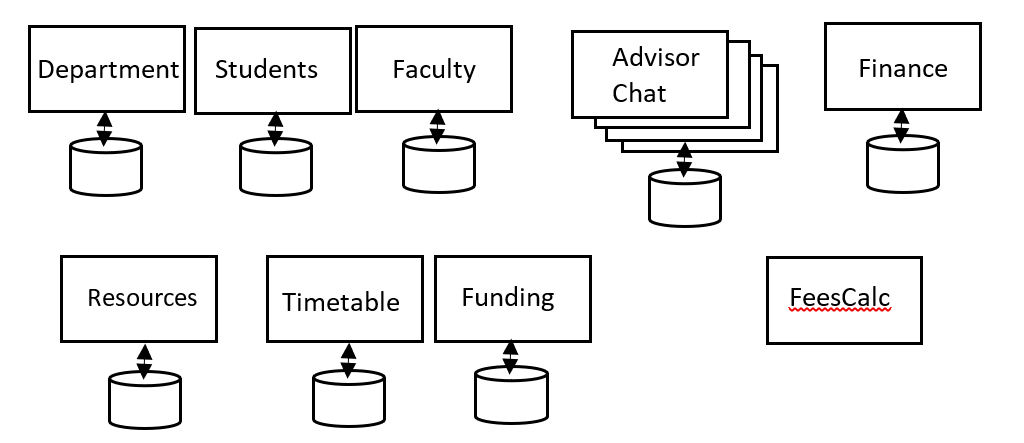 Department
Students
Faculty
Advisor
Chat
Finance
Resources
Timetable
Funding
FeesCalc